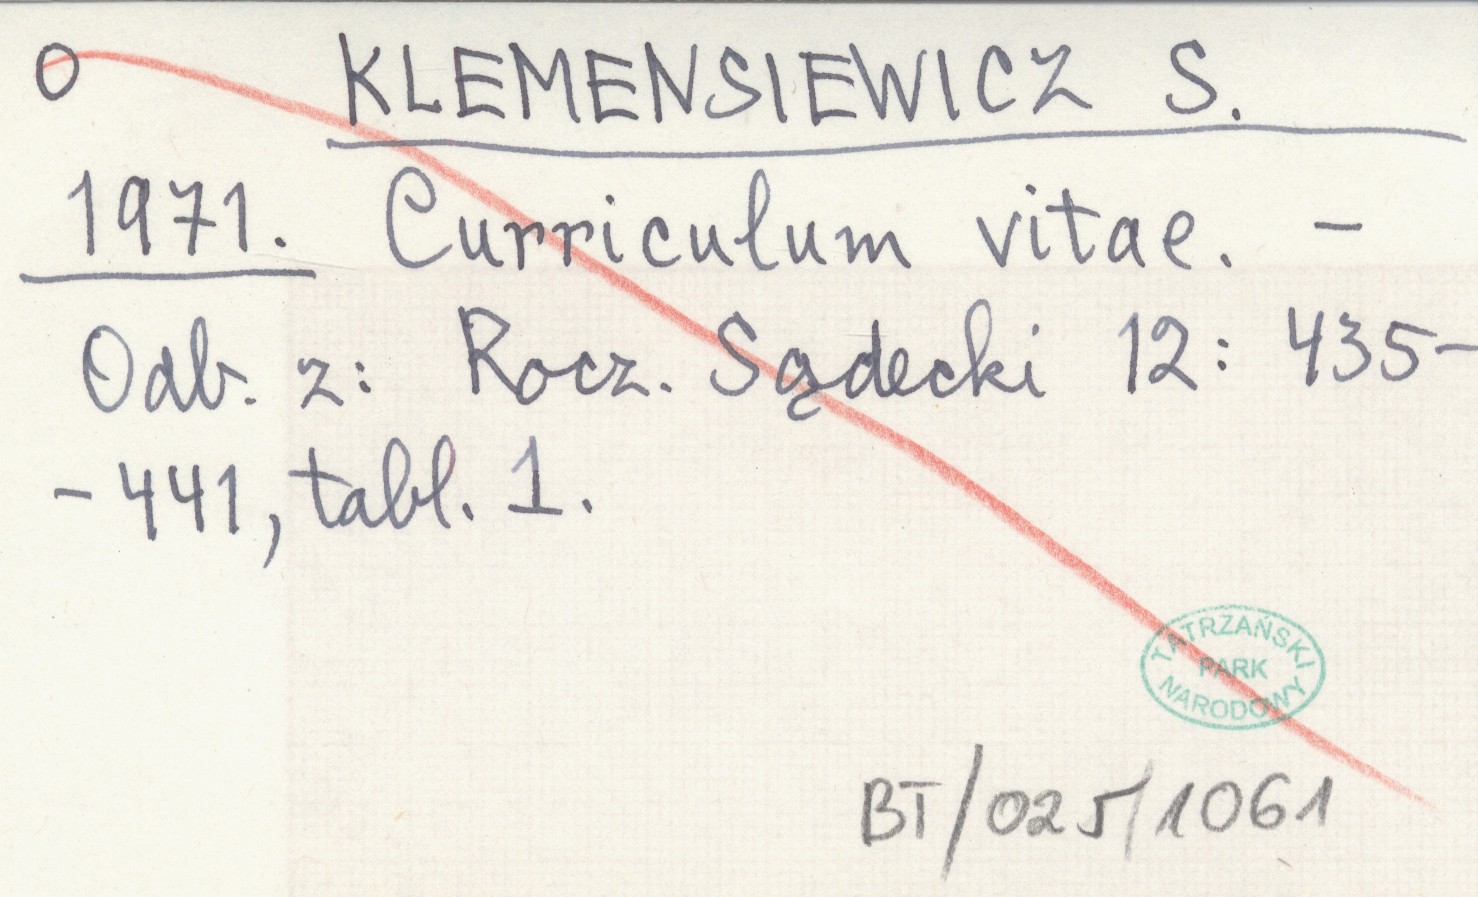 O KLEMENSIEWICZ S.
1971. Curriculum vitae. -
Odb. z: Rocz. Sądecki 12: 435-
-441, tabl. 1.
TATRZAŃSKI
PARK
NARODOWY
BT/025/1061